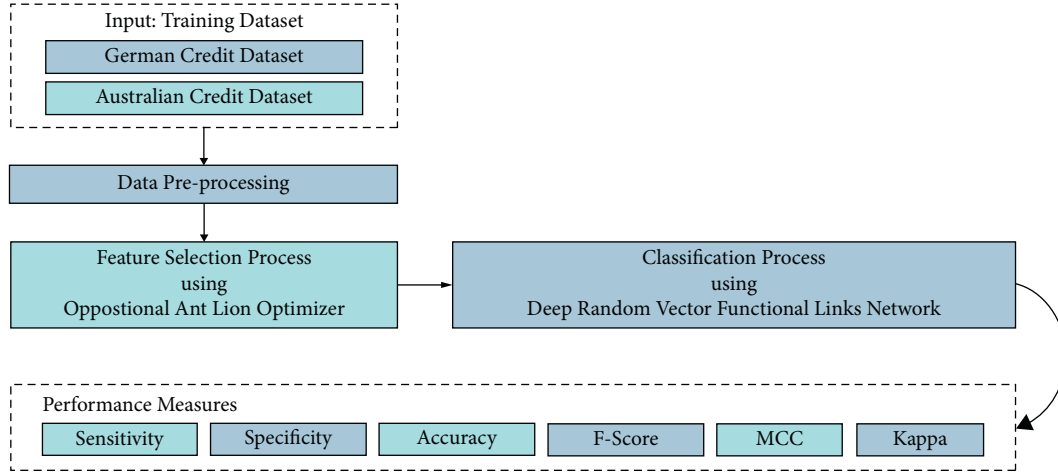 Input: Training Dataset
German Credit Dataset
Australian Credit Dataset
Data Pre-processing
Feature Selection Process
using
Oppostional Ant Lion Optimizer
Classification Process
using
Deep Random Vector Functional Links Network
Performance Measures
Sensitivity
Specificity
Accuracy
F-Score
MCC
Kappa